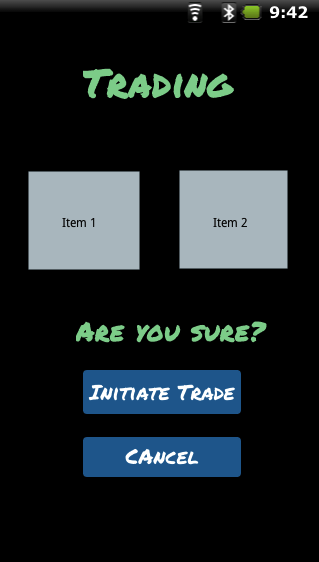 9:42
Trading
Item 1 Item 2
Are you sure?
Initiate Trade
CAncel